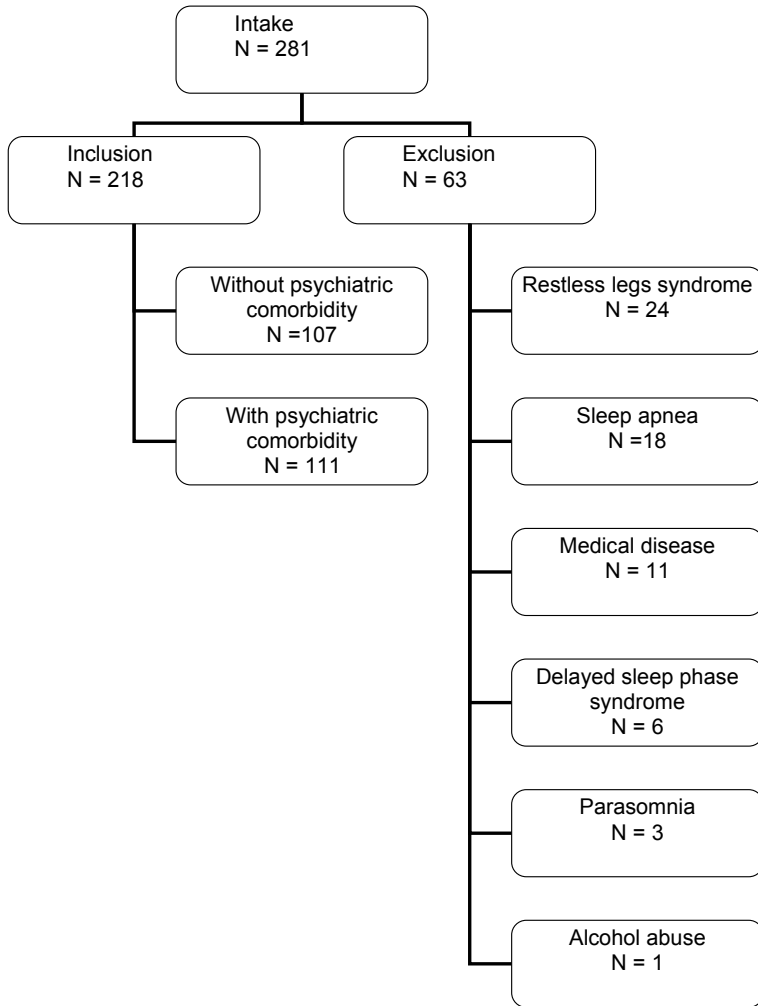 Intake
N = 281
Inclusion
N = 218
Exclusion
N = 63
Without psychiatric
comorbidity
N =107
With psychiatric
comorbidity
N = 111
Restless legs syndrome
N = 24
Sleep apnea
N =18
Medical disease
N = 11
Delayed sleep phase
syndrome
N = 6
Parasomnia
N = 3
Alcohol abuse
N = 1